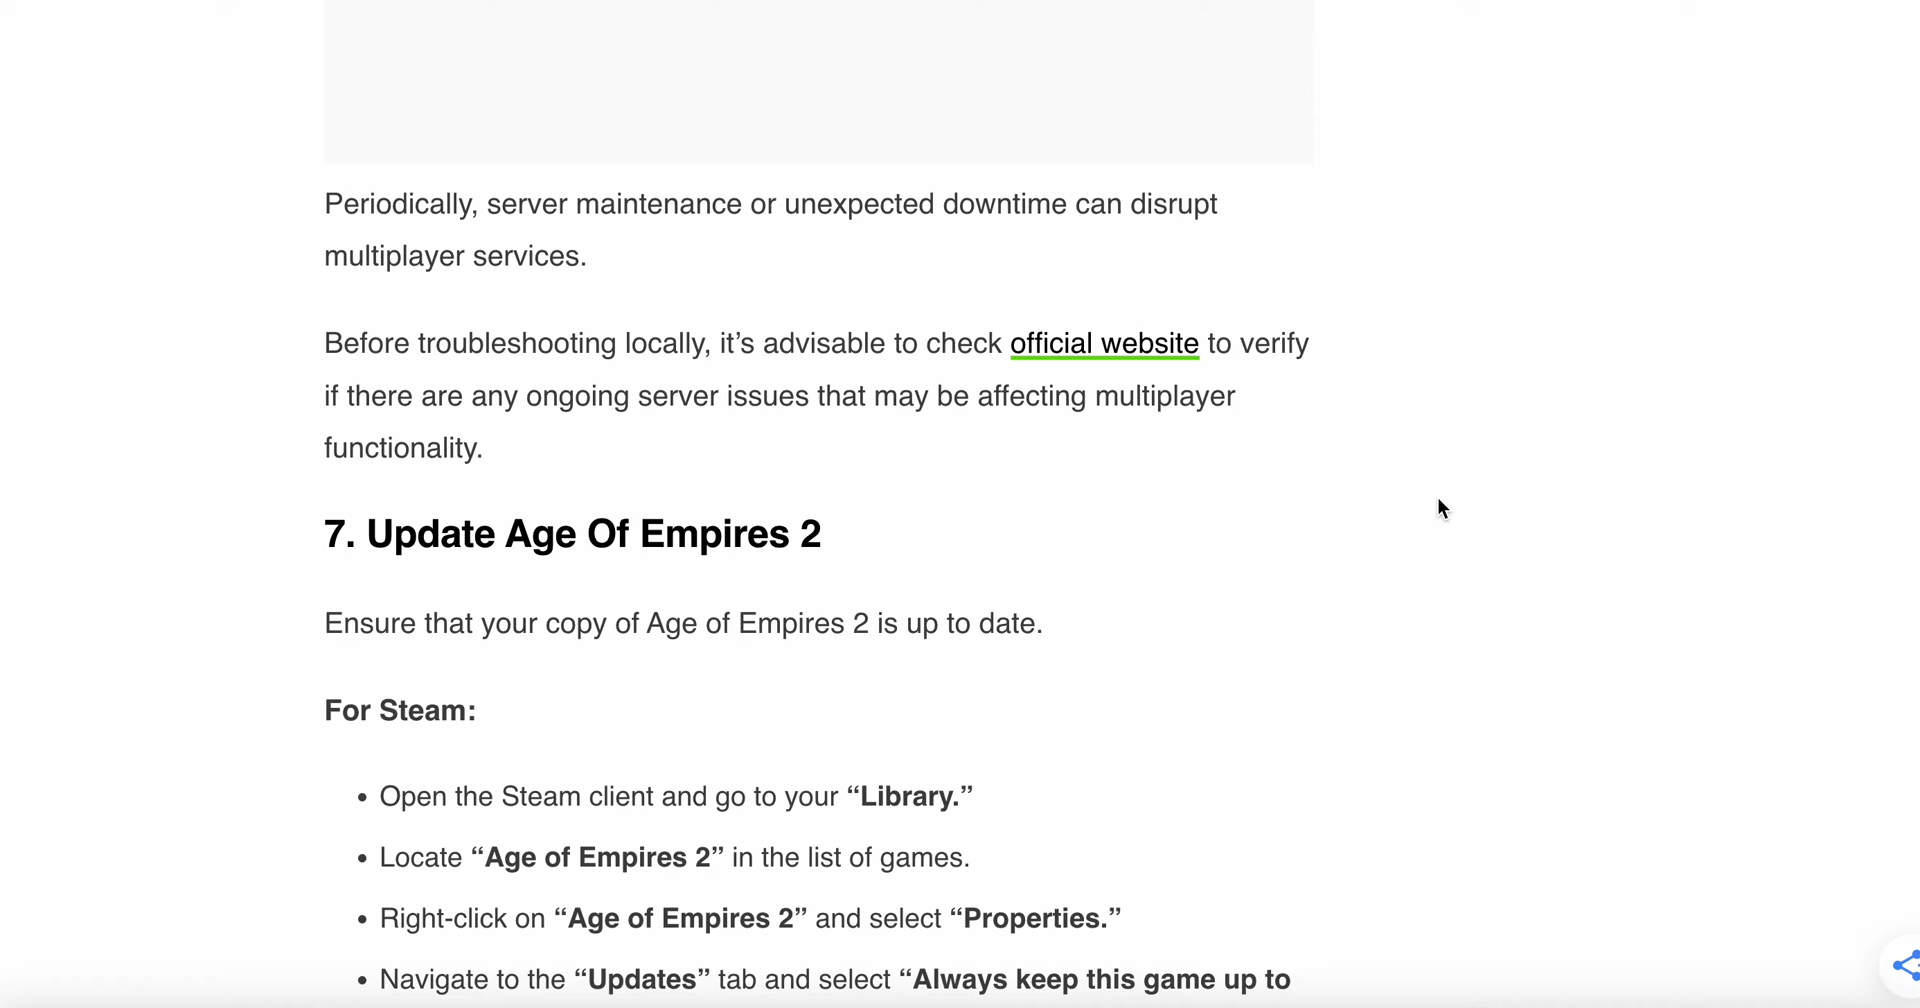 Periodically, server maintenance or unexpected downtime can disrupt
multiplayer services.
Before troubleshooting locally, it’s advisable to check official website to verify
if there are any ongoing server issues that may be affecting multiplayer
functionality.
7. Update Age Of Empires 2
Ensure that your copy of Age of Empires 2 is up to date.
For Steam:
• Open the Steam client and go to your “Library.”
• Locate “Age of Empires 2” in the list of games.
• Right-click on “Age of Empires 2” and select “Properties.”
• Navigate to the “Updates” tab and select “Always keep this game up to